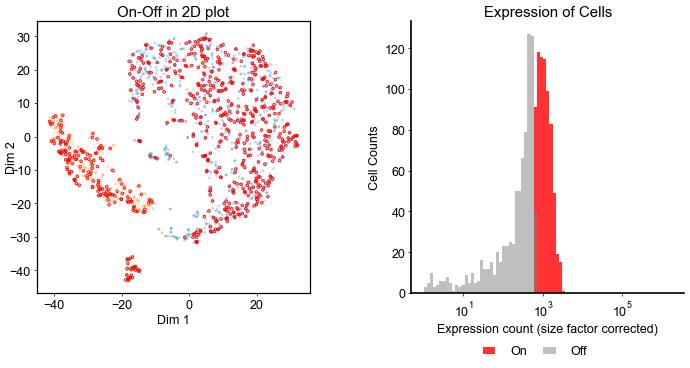 On-Off in 2D plot
30
20
10
0
−10
−20
−30
−40
Dim 2
−40 −20 0 20
Dim 1
Expression of Cells
120
100
80
60
40
20
0
Cell Counts
10^1 10^3 10^5
Expression count (size factor corrected)
On Off